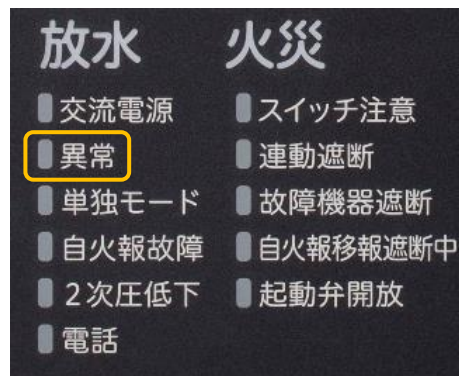 放水
火災
交流電源
スイッチ注意
異常
連動遮断
単独モード
故障機器遮断
自火報故障
自火報移報遮断中
2次圧低下
起動弁開放
電話